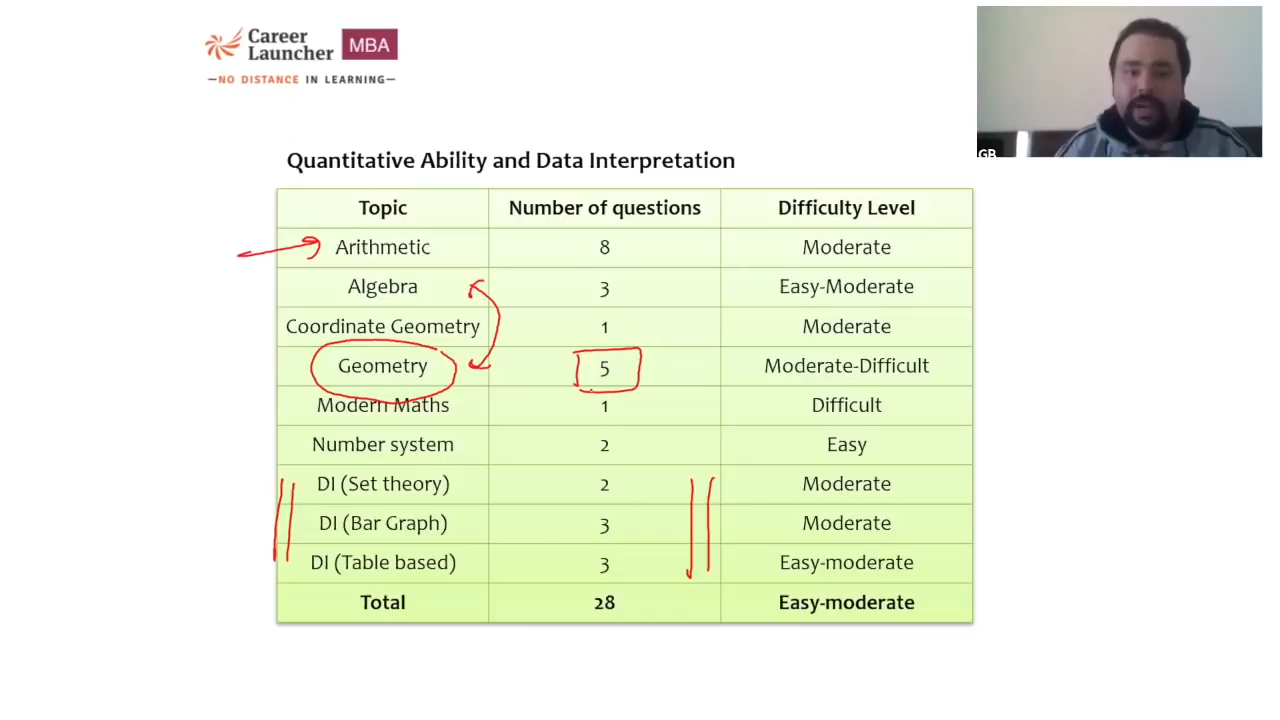 Career
Launcher MBA
—NO DISTANCE IN LEARNING—
GB
Quantitative Ability and Data Interpretation
Topic Number of questions Difficulty Level
Arithmetic 8 Moderate
Algebra 3 Easy-Moderate
Coordinate Geometry 1 Moderate
Geometry 5 Moderate-Difficult
Modern Maths 1 Difficult
Number system 2 Easy
DI (Set theory) 2 Moderate
DI (Bar Graph) 3 Moderate
DI (Table based) 3 Easy-moderate
Total 28 Easy-moderate